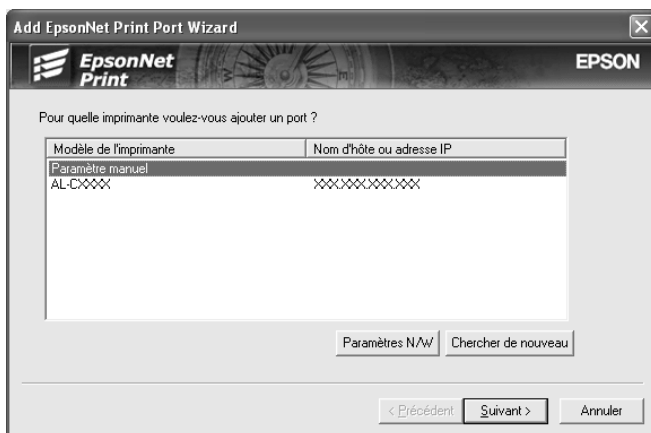 Add EpsonNet Print Port Wizard
EpsonNet
Print
EPSON
Pour quelle imprimante voulez-vous ajouter un port ?
Modèle de l'imprimante Nom d'hôte ou adresse IP
Paramètre manuel
AL-CXXXX XXX.XXX.XXX.XXX
Paramètres N/W Chercher de nouveau
< Précédent Suivant > Annuler